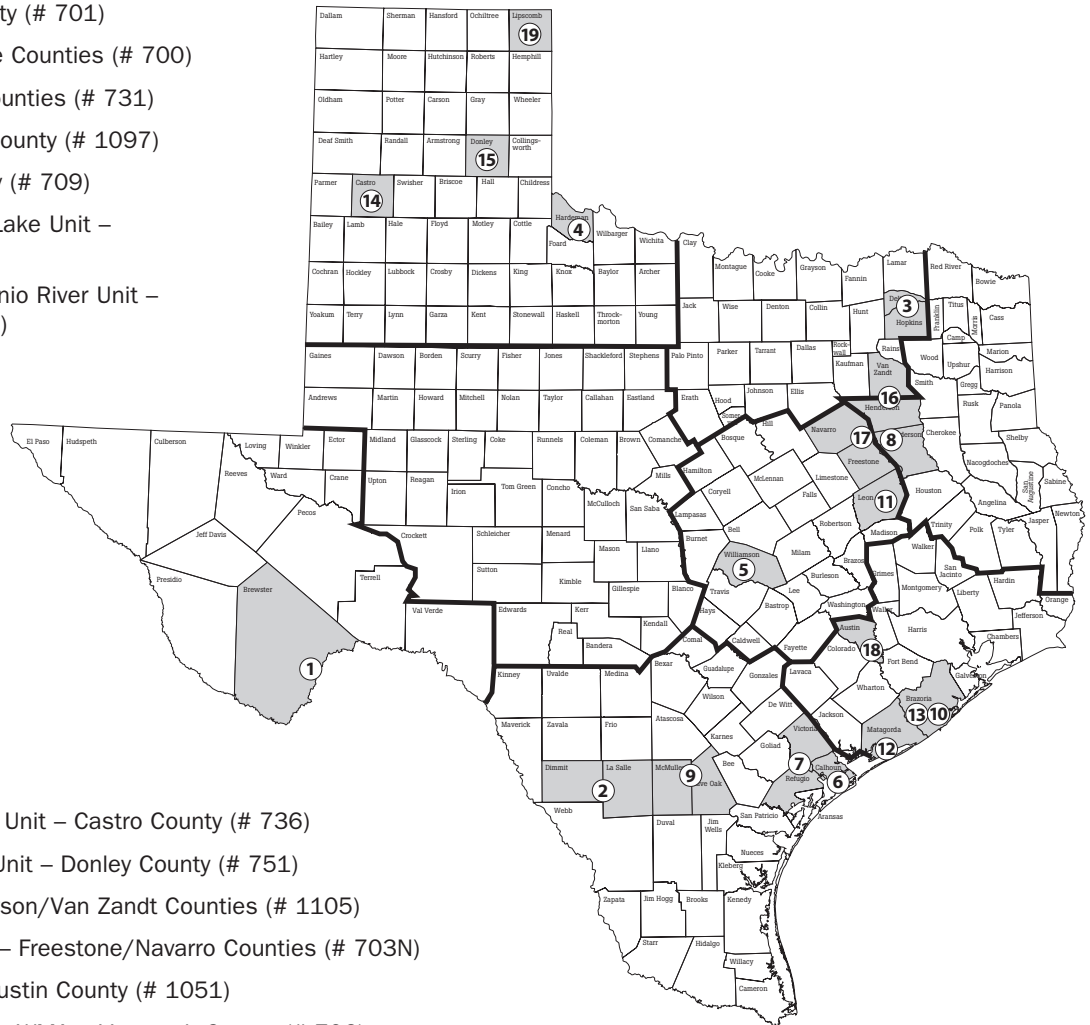 ty (# 701)
e Counties (# 700)
ounties (# 731)
ounty (# 1097)
y (# 709)
Lake Unit –
nio River Unit –
)
Dallam Sherman Hansford Ochiltree Lipscomb
19
Hartley Moore Hutchinson Roberts Hemphill
Oldham Potter Carson Gray Wheeler
Deaf Smith Randall Armstrong Donley Collings-
worth
15
Parmer Castro Swisher Briscoe Hall Childress
14
Hardeman
4
Bailey Lamb Hale Floyd Motley Cottle
Foard Wilbarger Wichita Clay
Cochran Hockley Lubbock Crosby Dickens King Knox Baylor Archer
Montague Cooke Grayson Fannin Lamar Red River Bowie
Yoakum Terry Lynn Garza Kent Stonewall Haskell Throck-
morton Young
Jack Wise Denton Collin Hunt
3
Hopkins Franklin Titus Camp Morris Cass
Gaines Dawson Borden Scurry Fisher Jones Shackleford Stephens Palo Pinto Parker Tarrant Dallas Rock-
wall Kaufman Rains Van
Zandt Wood Upshur Marion Harrison
Smith Gregg
16
Andrews Martin Howard Mitchell Nolan Taylor Callahan Eastland Erath Hood Johnson Ellis
Rusk Panola
El Paso Hudspeth Culberson Loving Winkler Ector Midland Glasscock Sterling Coke Runnels Coleman Brown Comanche
Bosque Hill Navarro
17
8
Cherokee Shelby
Reeves Ward Crane Upton Reagan Irion Tom Green Concho McCulloch San Saba Mills Hamilton
Coryell McLennan Limestone Freestone
Falls Leon
11
Nacogdoches San
Augustine Sabine
Houston Angelina
Pecos Jeff Davis Crockett Schleicher Menard Mason Llano Lampasas Burnet Bell
Robertson Madison Trinity Polk Tyler Jasper Newton
Presidio Brewster Terrell Sutton Kimble Gillespie Blanco
Williamson
5
Milam Brazos Grimes Walker San
Jacinto
Travis Lee Burleson Montgomery Liberty Hardin Orange
Val Verde Edwards Kerr Kendall Hays Bastrop Washington Waller Jefferson
Real Bandera Comal Caldwell Fayette Austin Harris Chambers
18
1
Kinney Uvalde Medina Bexar Guadalupe Gonzales Lavaca Colorado Fort Bend
Wilson Wharton Brazoria
13
10
Maverick Zavala Frio Atascosa Karnes De Witt Jackson Matagorda
12
Dimmit La Salle
2
9
Bee Goliad
7
Refugio Calhoun
6
Webb Duval Jim
Wells San Patricio Aransas
Nueces
Kleberg
Zapata Jim Hogg Brooks Kenedy
Starr Hidalgo
Willacy
Cameron
Unit – Castro County (# 736)
Unit – Donley County (# 751)
son/Van Zandt Counties (# 1105)
– Freestone/Navarro Counties (# 703N)
ustin County (# 1051)